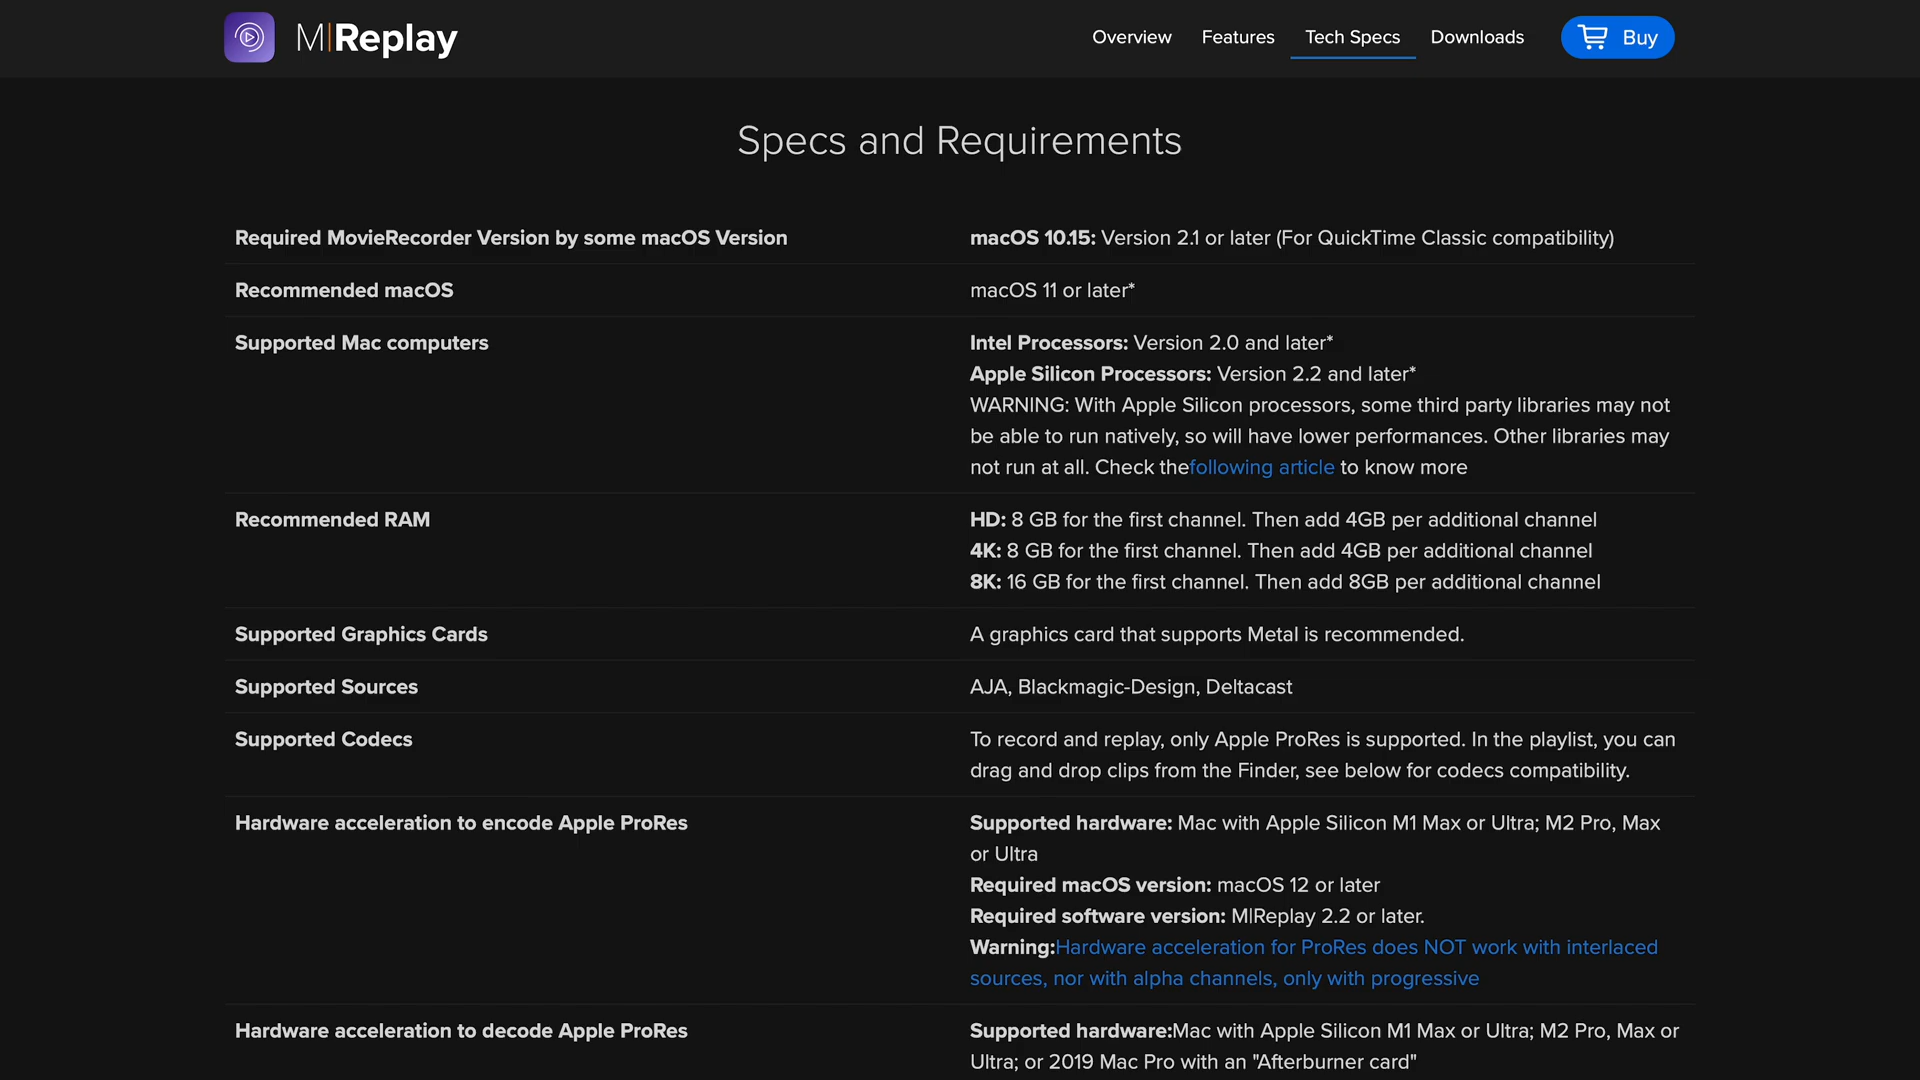 M|Replay
Overview
Features
Tech Specs
Downloads
Buy
Specs and Requirements
Required MovieRecorder Version by some macOS Version
macOS 10.15: Version 2.1 or later (For QuickTime Classic compatibility)
Recommended macOS
macOS 11 or later*
Supported Mac computers
Intel Processors: Version 2.0 and later*
Apple Silicon Processors: Version 2.2 and later*
WARNING: With Apple Silicon processors, some third party libraries may not
be able to run natively, so will have lower performances. Other libraries may
not run at all. Check thefollowing article to know more
Recommended RAM
HD: 8 GB for the first channel. Then add 4GB per additional channel
4K: 8 GB for the first channel. Then add 4GB per additional channel
8K: 16 GB for the first channel. Then add 8GB per additional channel
Supported Graphics Cards
A graphics card that supports Metal is recommended.
Supported Sources
AJA, Blackmagic-Design, Deltacast
Supported Codecs
To record and replay, only Apple ProRes is supported. In the playlist, you can
drag and drop clips from the Finder, see below for codecs compatibility.
Hardware acceleration to encode Apple ProRes
Supported hardware: Mac with Apple Silicon M1 Max or Ultra; M2 Pro, Max
or Ultra
Required macOS version: macOS 12 or later
Required software version: M|Replay 2.2 or later.
Warning:Hardware acceleration for ProRes does NOT work with interlaced
sources, nor with alpha channels, only with progressive
Hardware acceleration to decode Apple ProRes
Supported hardware:Mac with Apple Silicon M1 Max or Ultra; M2 Pro, Max or
Ultra; or 2019 Mac Pro with an "Afterburner card"